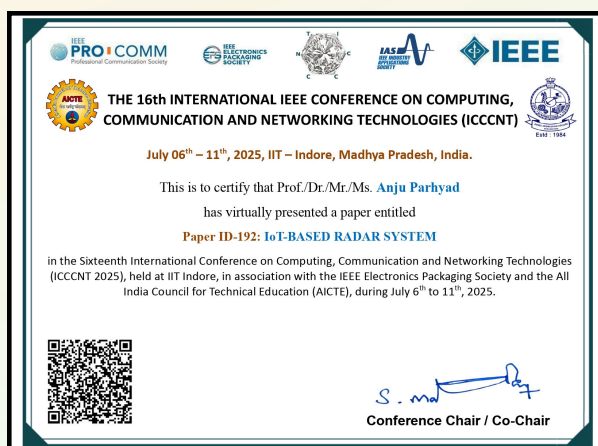 IEEE
PRO COMM
Professional Communication Society
IEEE
ELECTRONICS
PACKAGING
SOCIETY
EPS
T I
N C
C C
IAS
IEEE INDUSTRY
APPLICATIONS
SOCIETY
IEEE
AICTE
THE 16th INTERNATIONAL IEEE CONFERENCE ON COMPUTING,
COMMUNICATION AND NETWORKING TECHNOLOGIES (ICCCNT)
Estd : 1984
July 06th – 11th, 2025, IIT – Indore, Madhya Pradesh, India.
This is to certify that Prof./Dr./Mr./Ms. Anju Parhyad
has virtually presented a paper entitled
Paper ID-192: IoT-BASED RADAR SYSTEM
in the Sixteenth International Conference on Computing, Communication and Networking Technologies
(ICCCNT 2025), held at IIT Indore, in association with the IEEE Electronics Packaging Society and the All
India Council for Technical Education (AICTE), during July 6th to 11th, 2025.
Conference Chair / Co-Chair